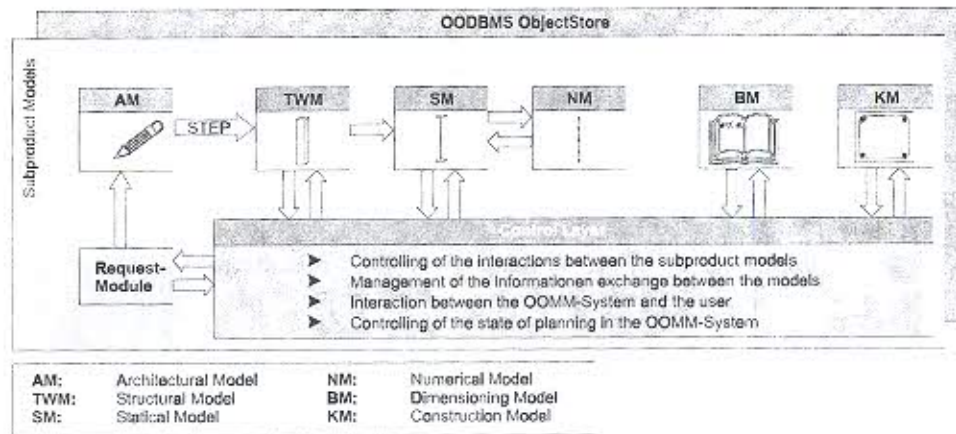 OODBMS ObjectStore
Subproduct Models
AM
TWM
SM
NM
BM
KM
STEP
Control Layer
Request-
Module
➤ Controlling of the interactions between the subproduct models
➤ Management of the Informationen exchange between the models
➤ Interaction between the OOMM-System and the user
➤ Controlling of the state of planning in the OOMM-System
AM: Architectural Model NM: Numerical Model
TWM: Structural Model BM: Dimensioning Model
SM: Statical Model KM: Construction Model